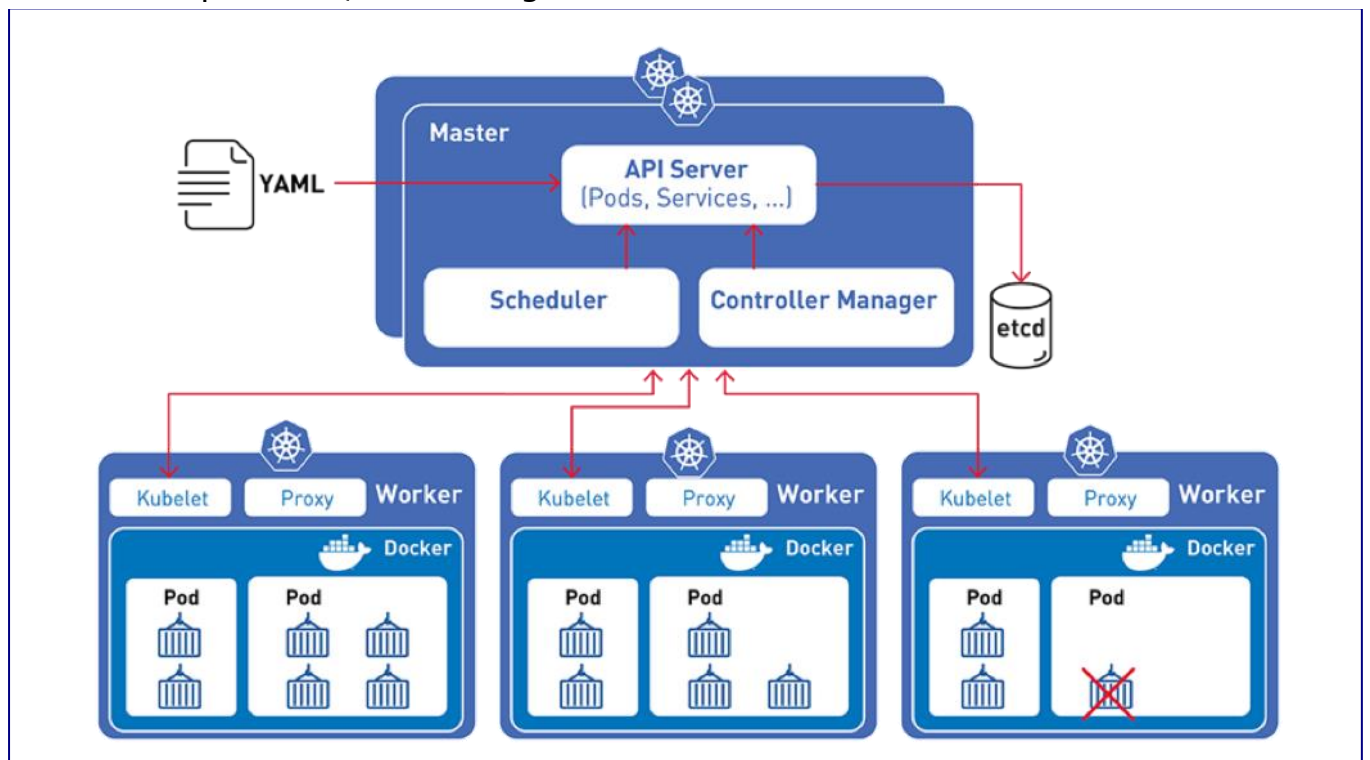 Master
API Server
(Pods, Services, ...)
YAML
Scheduler
Controller Manager
etcd
Kubelet
Proxy
Worker
Docker
Pod
Pod
Kubelet
Proxy
Worker
Docker
Pod
Pod
Kubelet
Proxy
Worker
Docker
Pod
Pod